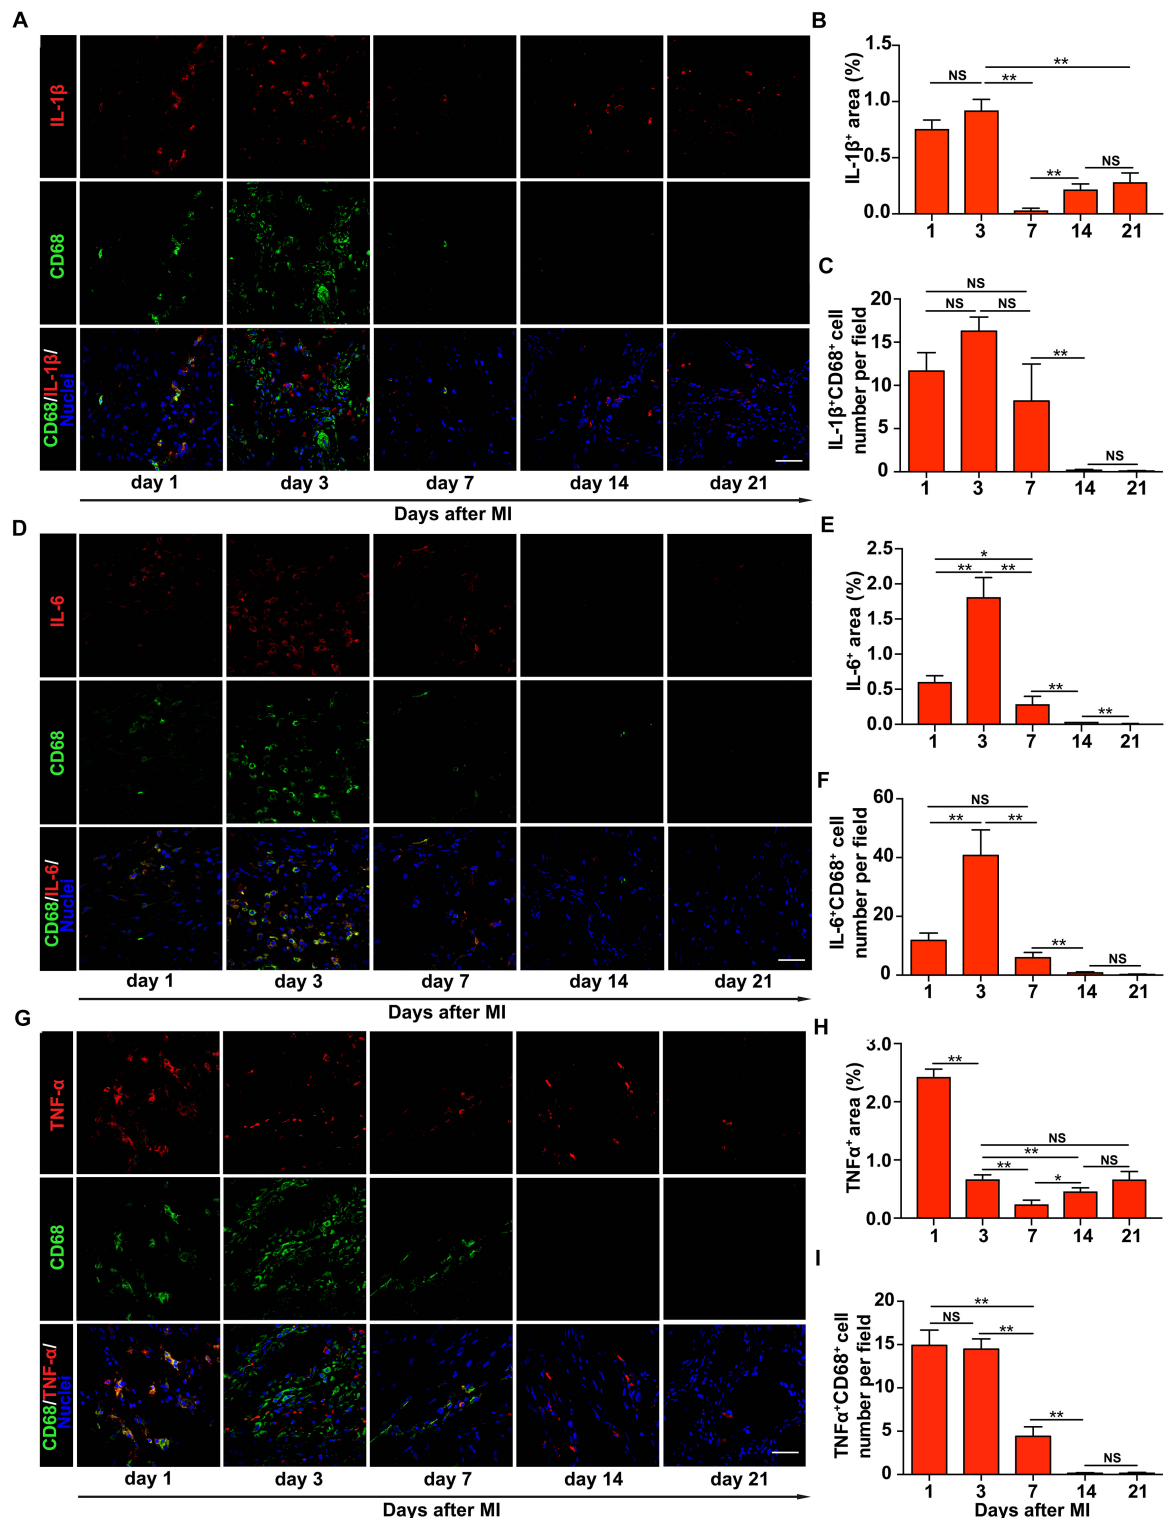 A
IL-1β
CD68
CD68/IL-1β/
Nuclei
day 1 day 3 day 7 day 14 day 21
Days after MI
B
IL-1β⁺ area (%)
1.5
1.0
0.5
0.0
NS ** ** ** NS
1 3 7 14 21
C
IL-1β⁺CD68⁺ cell
number per field
20
15
10
5
0
NS
NS NS ** NS
1 3 7 14 21
D
IL-6
CD68
CD68/IL-6/
Nuclei
day 1 day 3 day 7 day 14 day 21
Days after MI
E
IL-6⁺ area (%)
2.5
2.0
1.5
1.0
0.5
0.0
*
** ** ** **
1 3 7 14 21
F
IL-6⁺CD68⁺ cell
number per field
60
40
20
0
NS
** ** ** NS
1 3 7 14 21
G
TNF-α
CD68
CD68/TNF-α/
Nuclei
day 1 day 3 day 7 day 14 day 21
Days after MI
H
TNFα⁺ area (%)
3.0
2.0
1.0
0.0
**
NS
**
** * NS
1 3 7 14 21
I
TNFα⁺CD68⁺ cell
number per field
20
15
10
5
0
**
NS ** ** NS
1 3 7 14 21
Days after MI